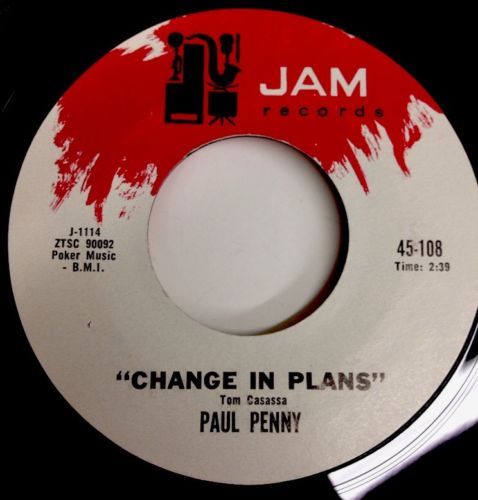 JAM
records
J-1114
ZTSC 90092
Poker Music
- B.M.I.
45-108
Time: 2:39
"CHANGE IN PLANS"
Tom Casassa
PAUL PENNY